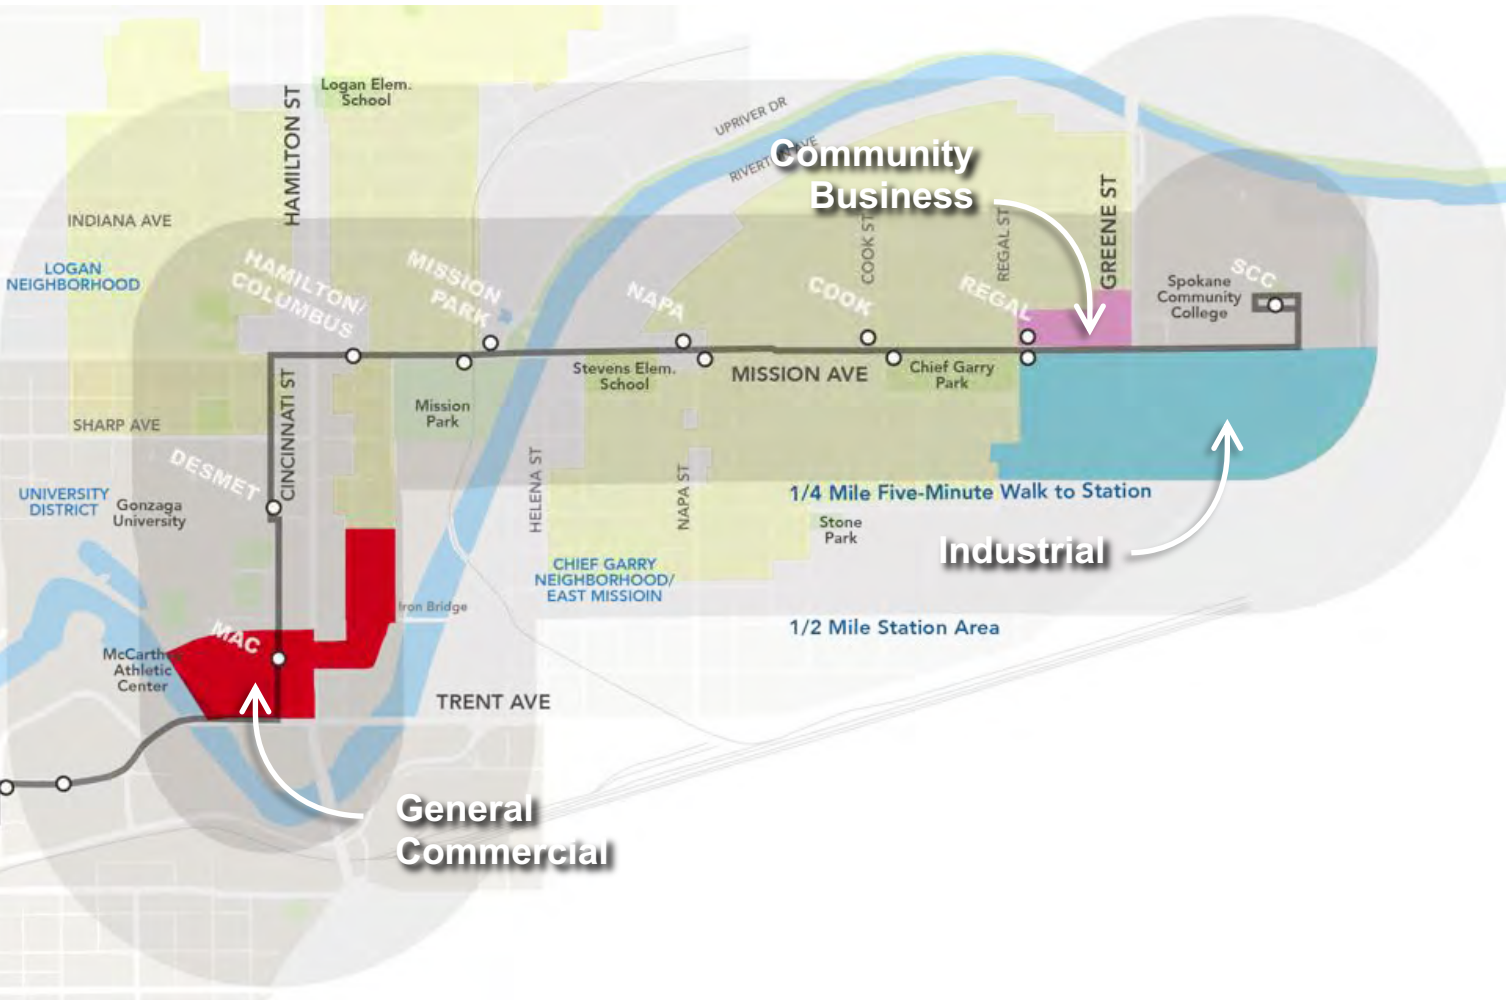 Logan Elem.
School
HAMILTON ST
UPRIVER DR
RIVERTON AVE
Community
Business
INDIANA AVE
LOGAN
NEIGHBORHOOD
HAMILTON/
COLUMBUS
MISSION
PARK
NAPA
COOK
COOK ST
REGAL ST
REGAL
GREENE ST
Spokane
Community
College
SCC
Stevens Elem.
School
MISSION AVE
Chief Garry
Park
Mission
Park
SHARP AVE
CINCINNATI ST
DESMET
UNIVERSITY
DISTRICT
Gonzaga
University
HELENA ST
NAPA ST
1/4 Mile Five-Minute Walk to Station
Stone
Park
Industrial
CHIEF GARRY
NEIGHBORHOOD/
EAST MISSIOIN
Iron Bridge
1/2 Mile Station Area
MAC
McCarth
Athletic
Center
TRENT AVE
General
Commercial